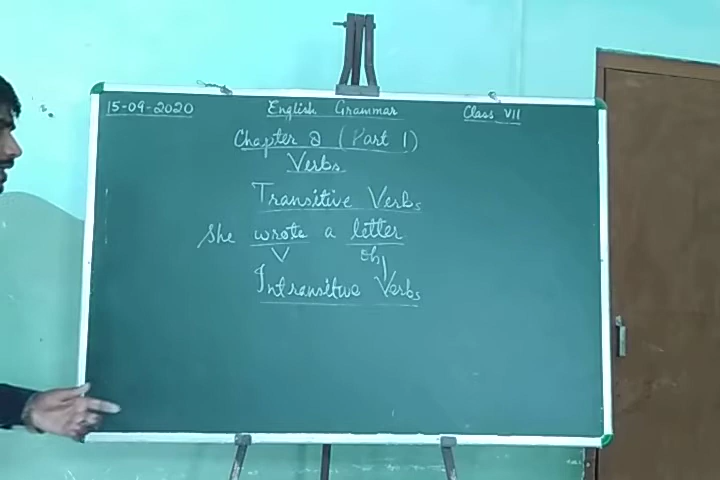 15-09-2020 English Grammar Class VII
Chapter 2 (Part 1)
Verbs
Transitive Verbs
She wrote a letter
V obj
Intransitive Verbs